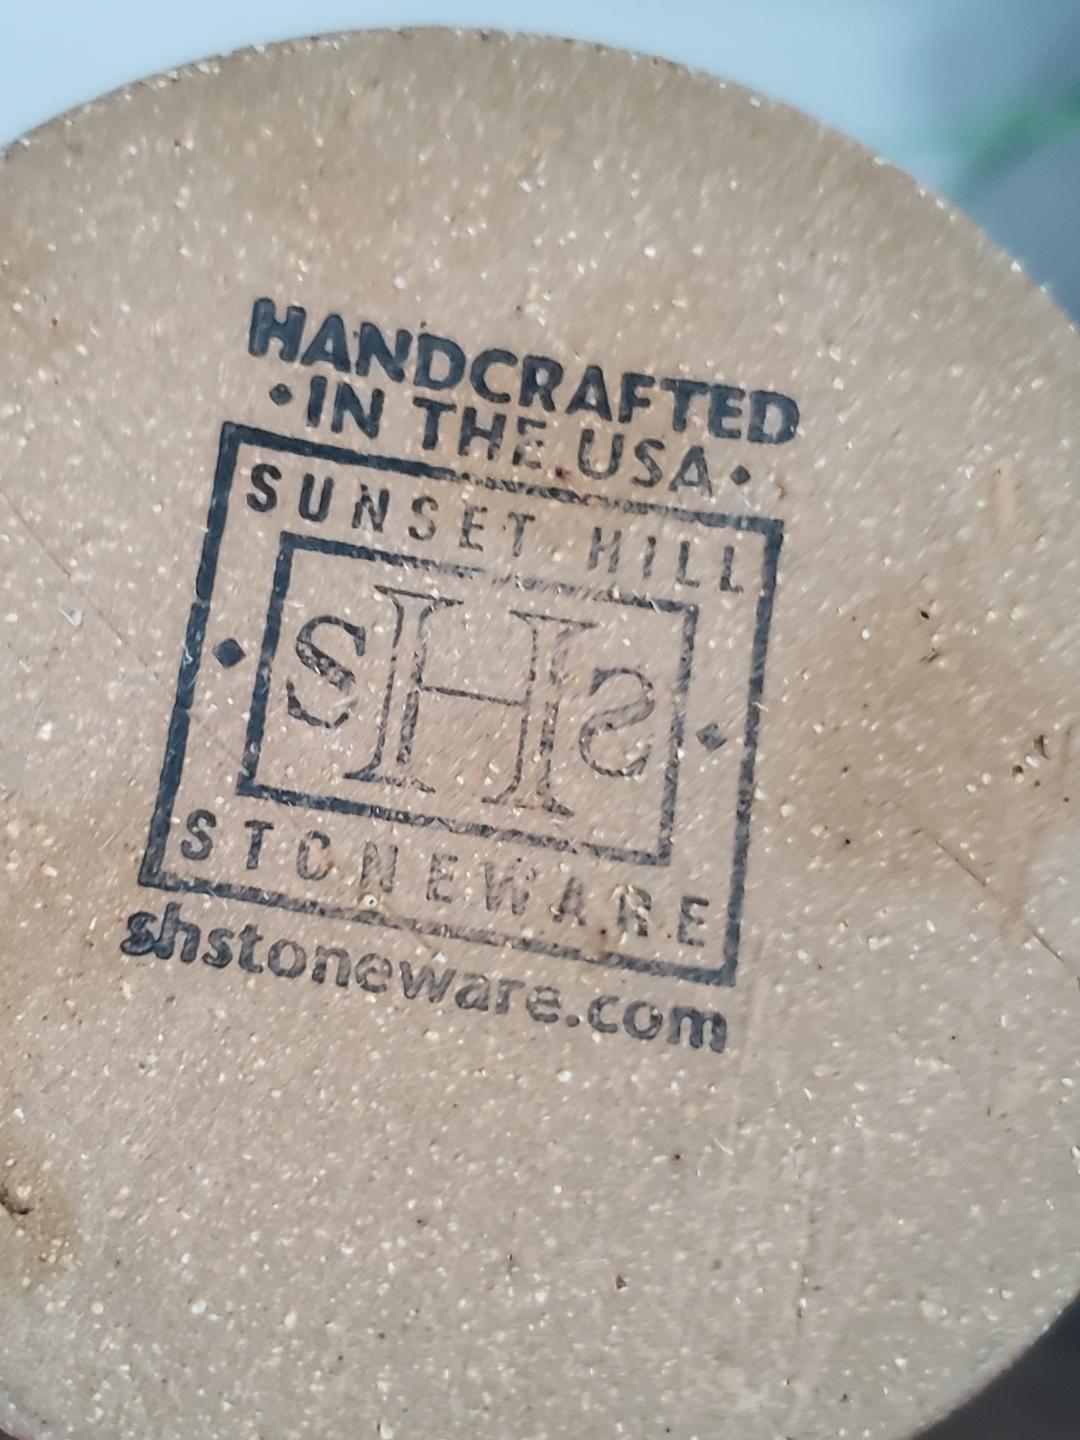 HANDCRAFTED
•IN THE USA•
SUNSET HILL
SHS
STONEWARE
shstoneware.com